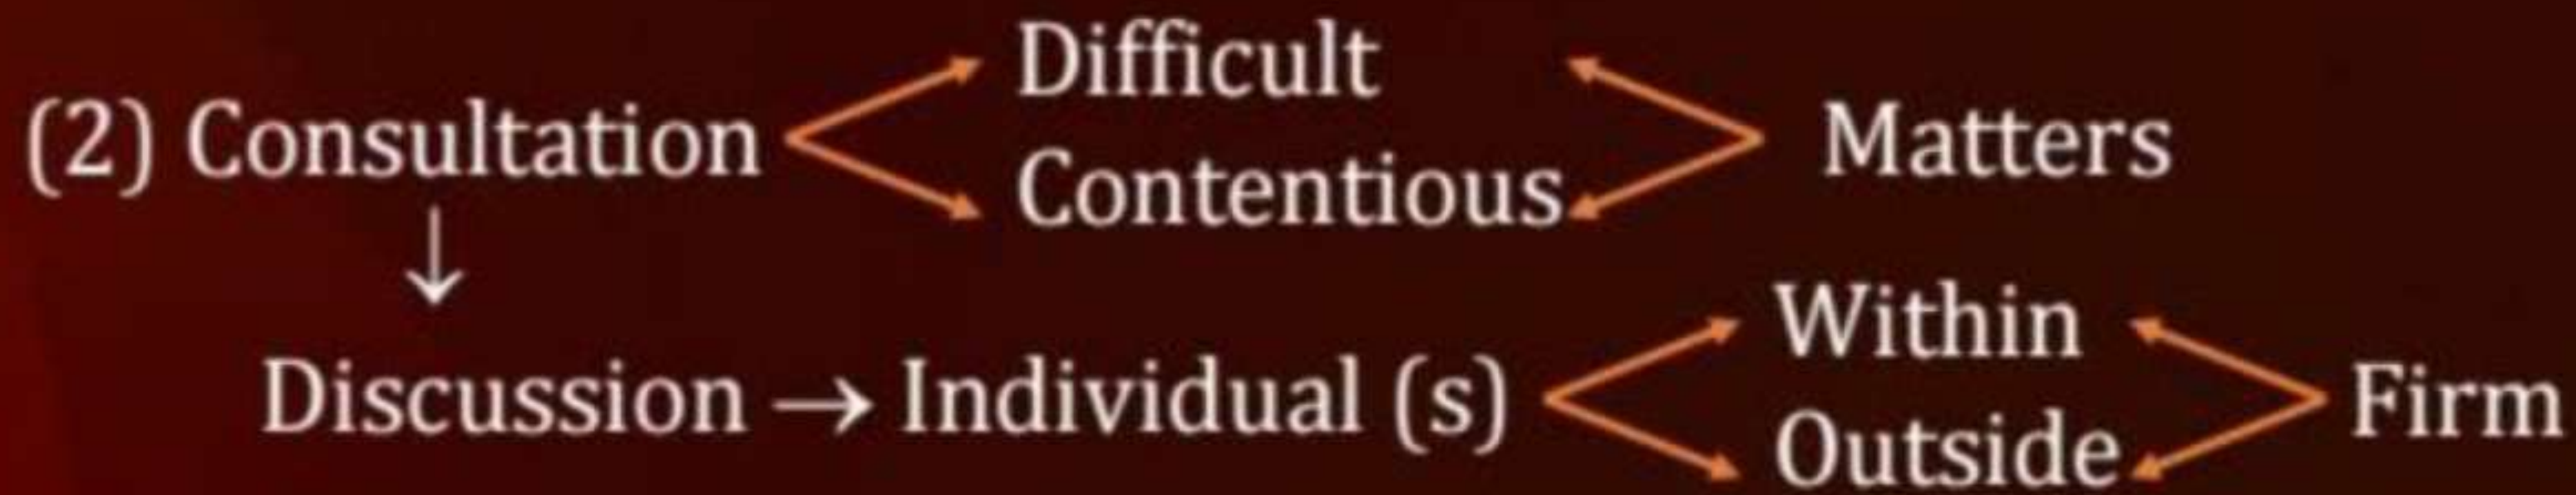 Difficult
(2) Consultation Matters
Contentious
↓
Within
Discussion → Individual (s) Firm
Outside